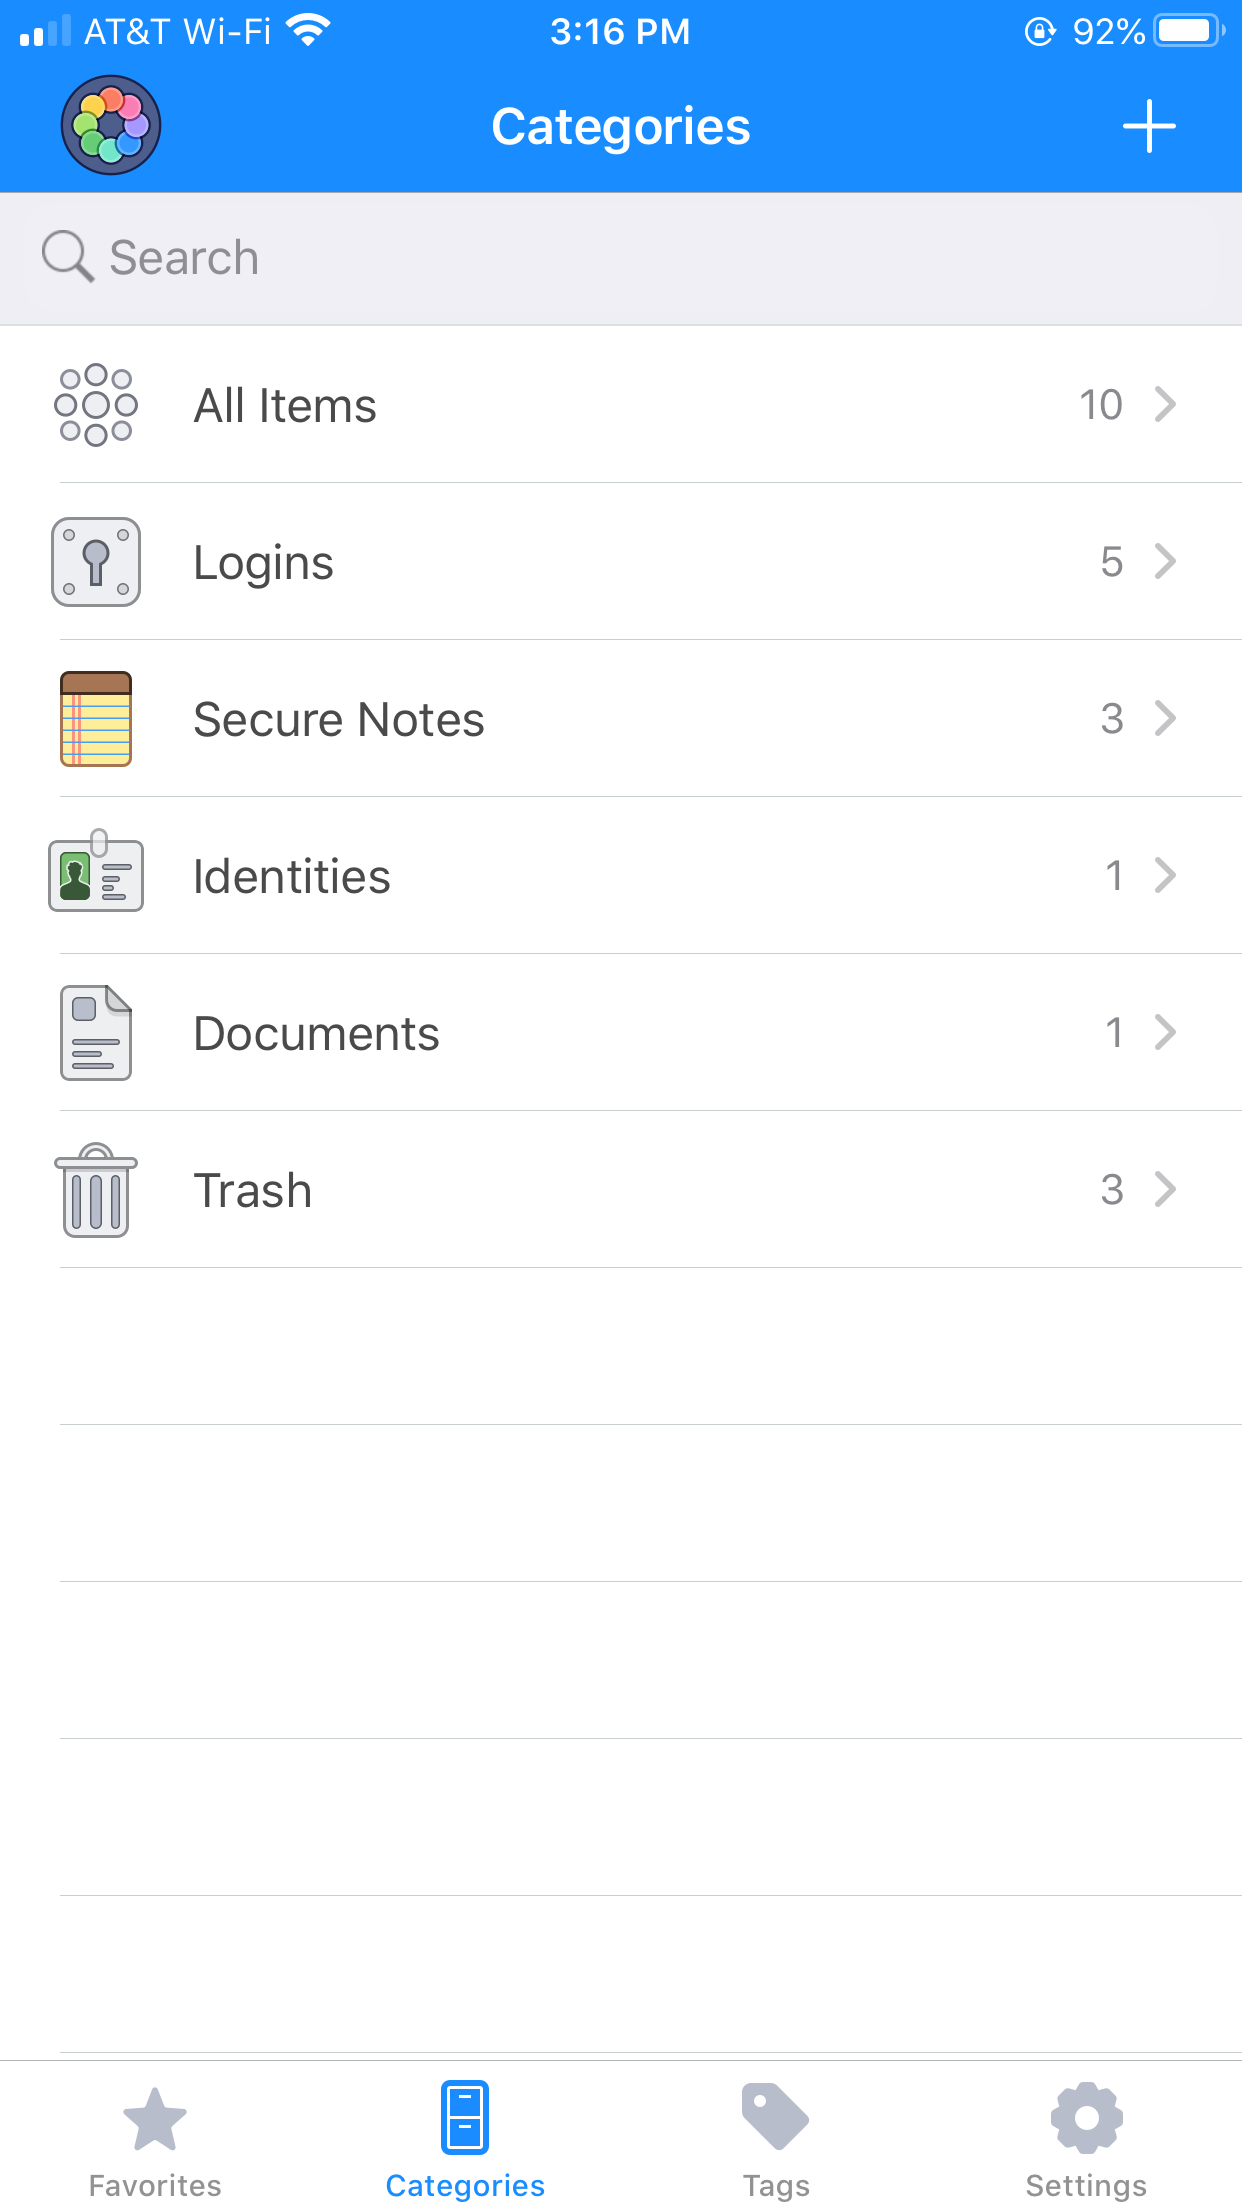 AT&T Wi-Fi 3:16 PM 92%
Categories
Search
All Items 10
Logins 5
Secure Notes 3
Identities 1
Documents 1
Trash 3
Favorites Categories Tags Settings